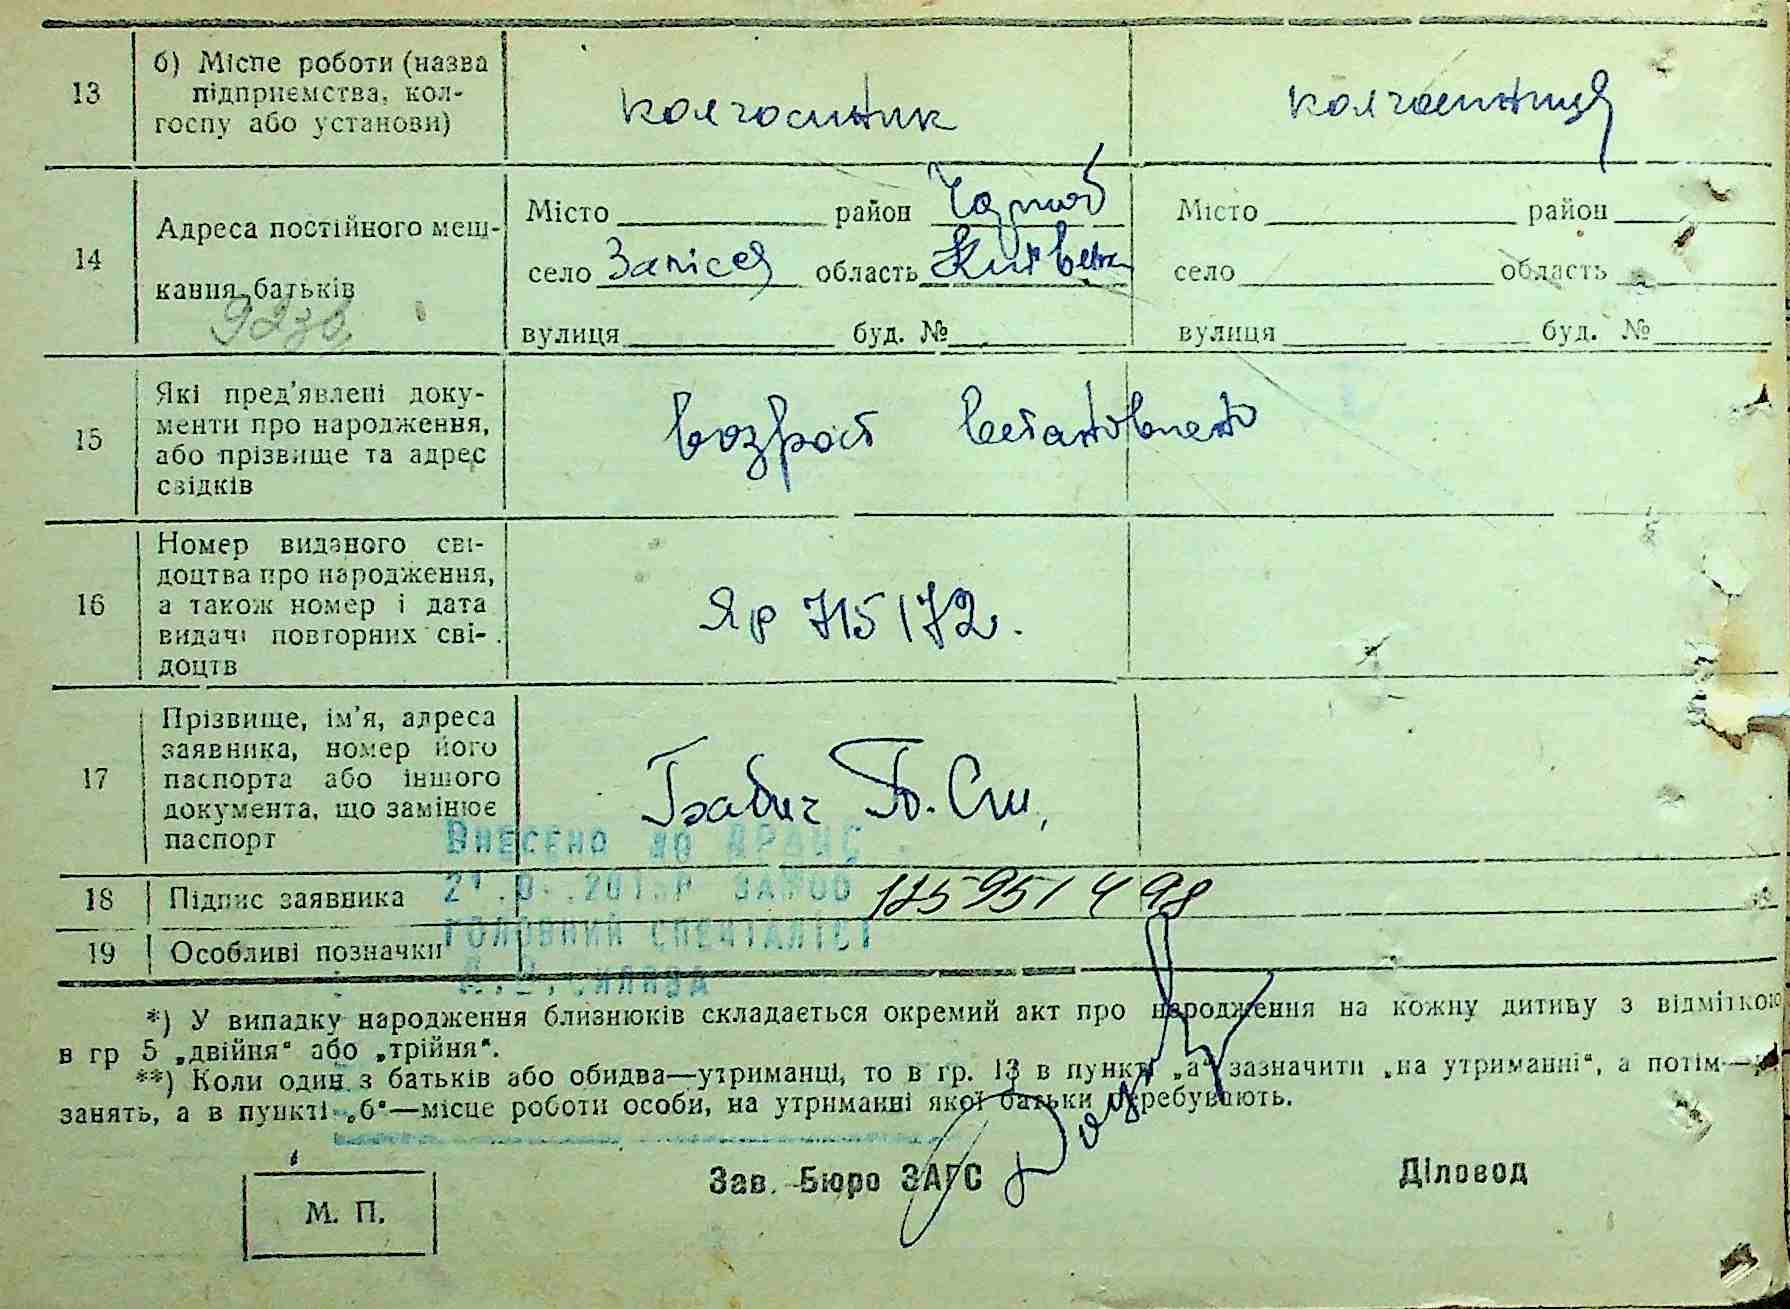 13
б) Місце роботи (назва
підприємства, кол-
госпу або установи)
колгоспник
колгоспниця
14
Адреса постійного меш-
кання батьків
Місто район
село Залісся область Київськ
вулиця буд. №
Місто район
село область
вулиця буд. №
15
Які пред'явлені доку-
менти про народження,
або прізвище та адрес
свідків
возраст встановлено
16
Номер виданого сві-
доцтва про народження,
а також номер і дата
видачі повторних сві-
доцтв
ЯР 715172.
17
Прізвище, ім'я, адреса
заявника, номер його
паспорта або іншого
документа, що замінює
паспорт
Внесено до ДРАЦС
18
Підпис заявника
125951498
19
Особливі позначки
головний спеціаліст
*) У випадку народження близнюків складається окремий акт про народження на кожну дитину з відміткою
в гр 5 „двійня“ або „трійня“.
**) Коли один з батьків або обидва—утриманці, то в гр. 13 в пункті „а“ зазначити „на утриманні“, а потім—
занять, а в пункті „б“—місце роботи особи, на утриманні якої батьки перебувають.
М. П.
Зав. Бюро ЗАГС
Діловод